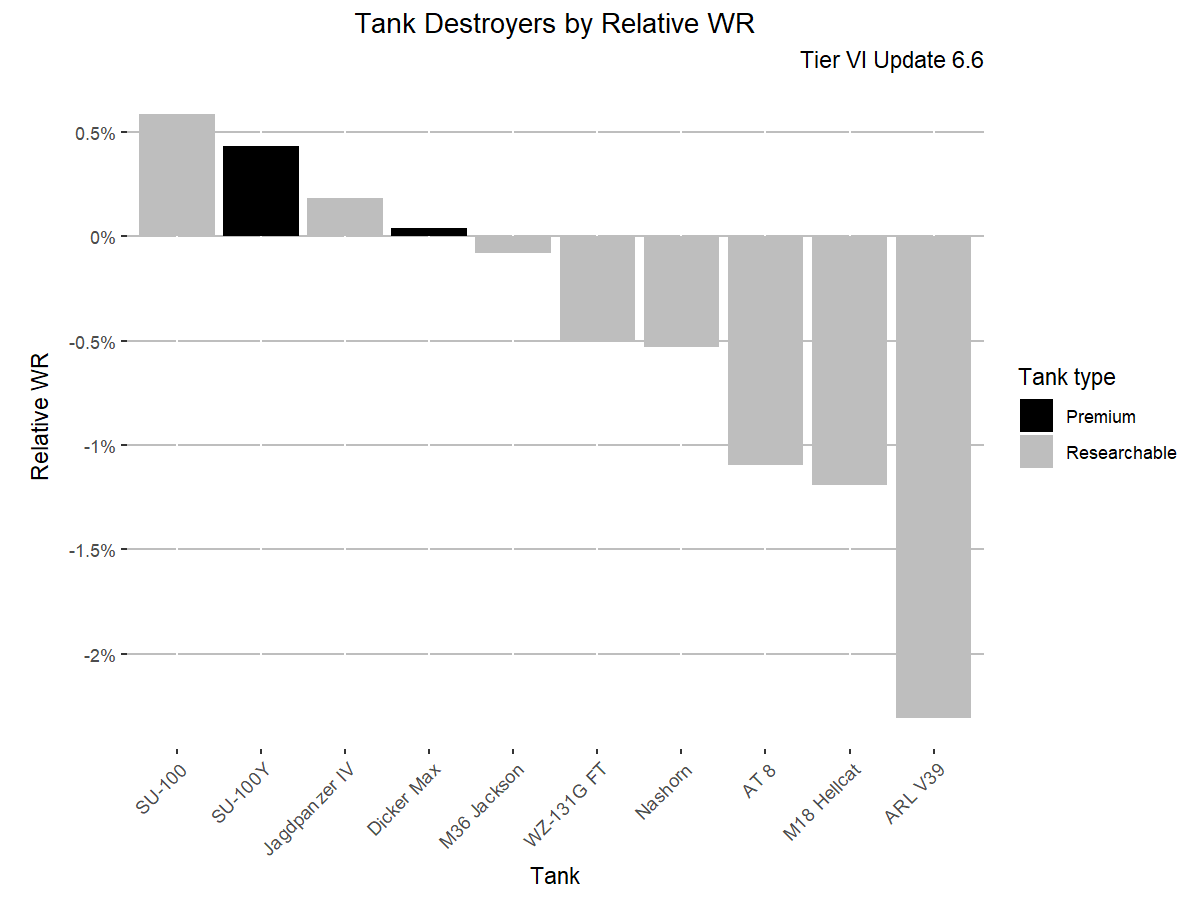 Tank Destroyers by Relative WR
Tier VI Update 6.6
0.5%
0%
-0.5%
-1%
-1.5%
-2%
Relative WR
SU-100
SU-100Y
Jagdpanzer IV
Dicker Max
M36 Jackson
WZ-131G FT
Nashorn
AT 8
M18 Hellcat
ARL V39
Tank
Tank type
Premium
Researchable